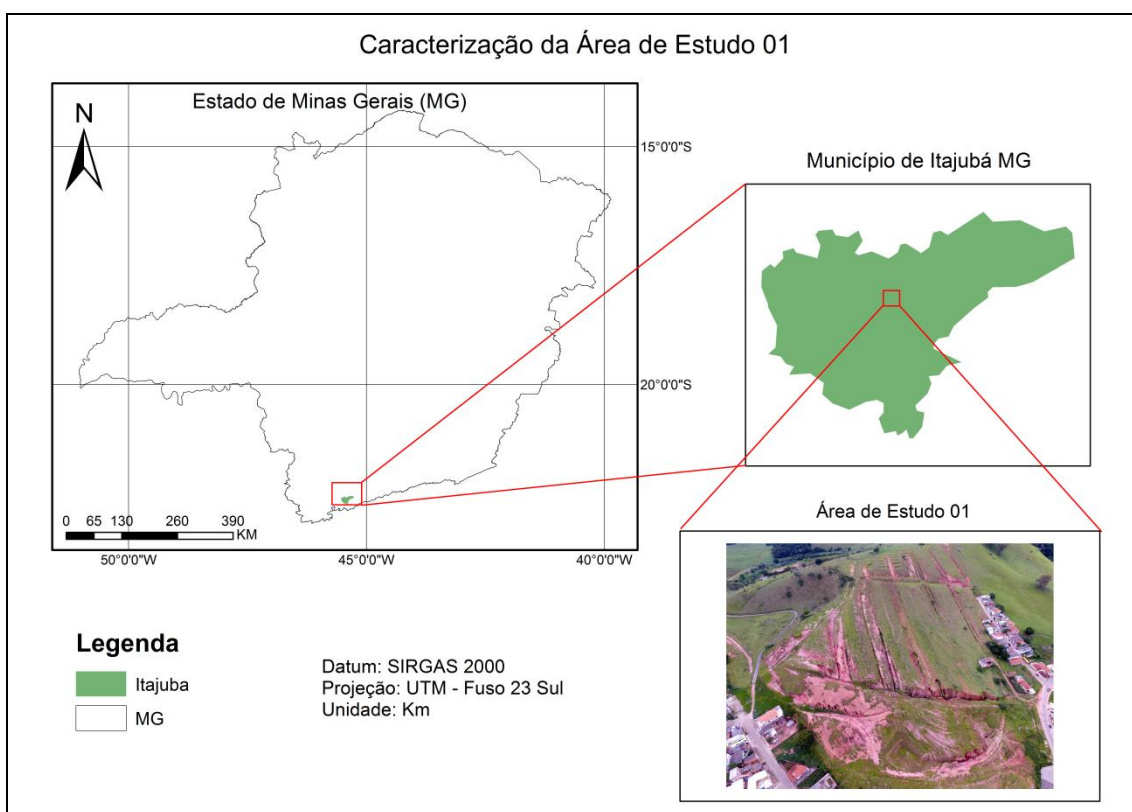 Caracterização da Área de Estudo 01
Estado de Minas Gerais (MG)
N
15°0'0"S
20°0'0"S
0 65 130 260 390
KM
50°0'0"W 45°0'0"W 40°0'0"W
Município de Itajubá MG
Área de Estudo 01
Legenda
Itajuba
MG
Datum: SIRGAS 2000
Projeção: UTM - Fuso 23 Sul
Unidade: Km